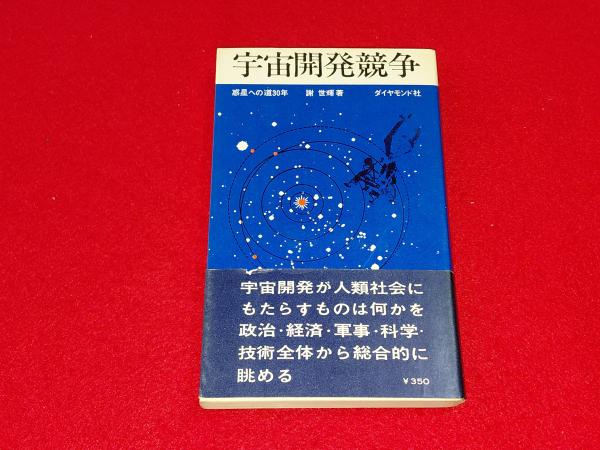 宇宙開発競争
惑星への道30年 謝 世輝著 ダイヤモンド社
宇宙開発が人類社会に
もたらすものは何かを
政治・経済・軍事・科学・
技術全体から総合的に
眺める
￥350